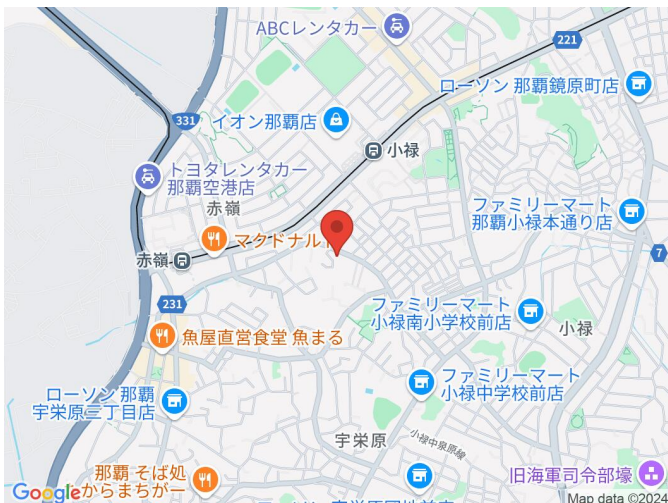 ABCレンタカー
221
ローソン 那覇鏡原町店
331
イオン那覇店
小禄
トヨタレンタカー
那覇空港店
赤嶺
ファミリーマート
那覇小禄本通り店
マクドナルド
赤嶺
7
231
ファミリーマート
小禄南小学校前店
小禄
魚屋直営食堂 魚まる
ファミリーマート
小禄中学校前店
ローソン 那覇
宇栄原二丁目店
小禄中泉原線
宇栄原
旧海軍司令部壕
那覇 そば処
からまちがー
Google
Map data ©2024